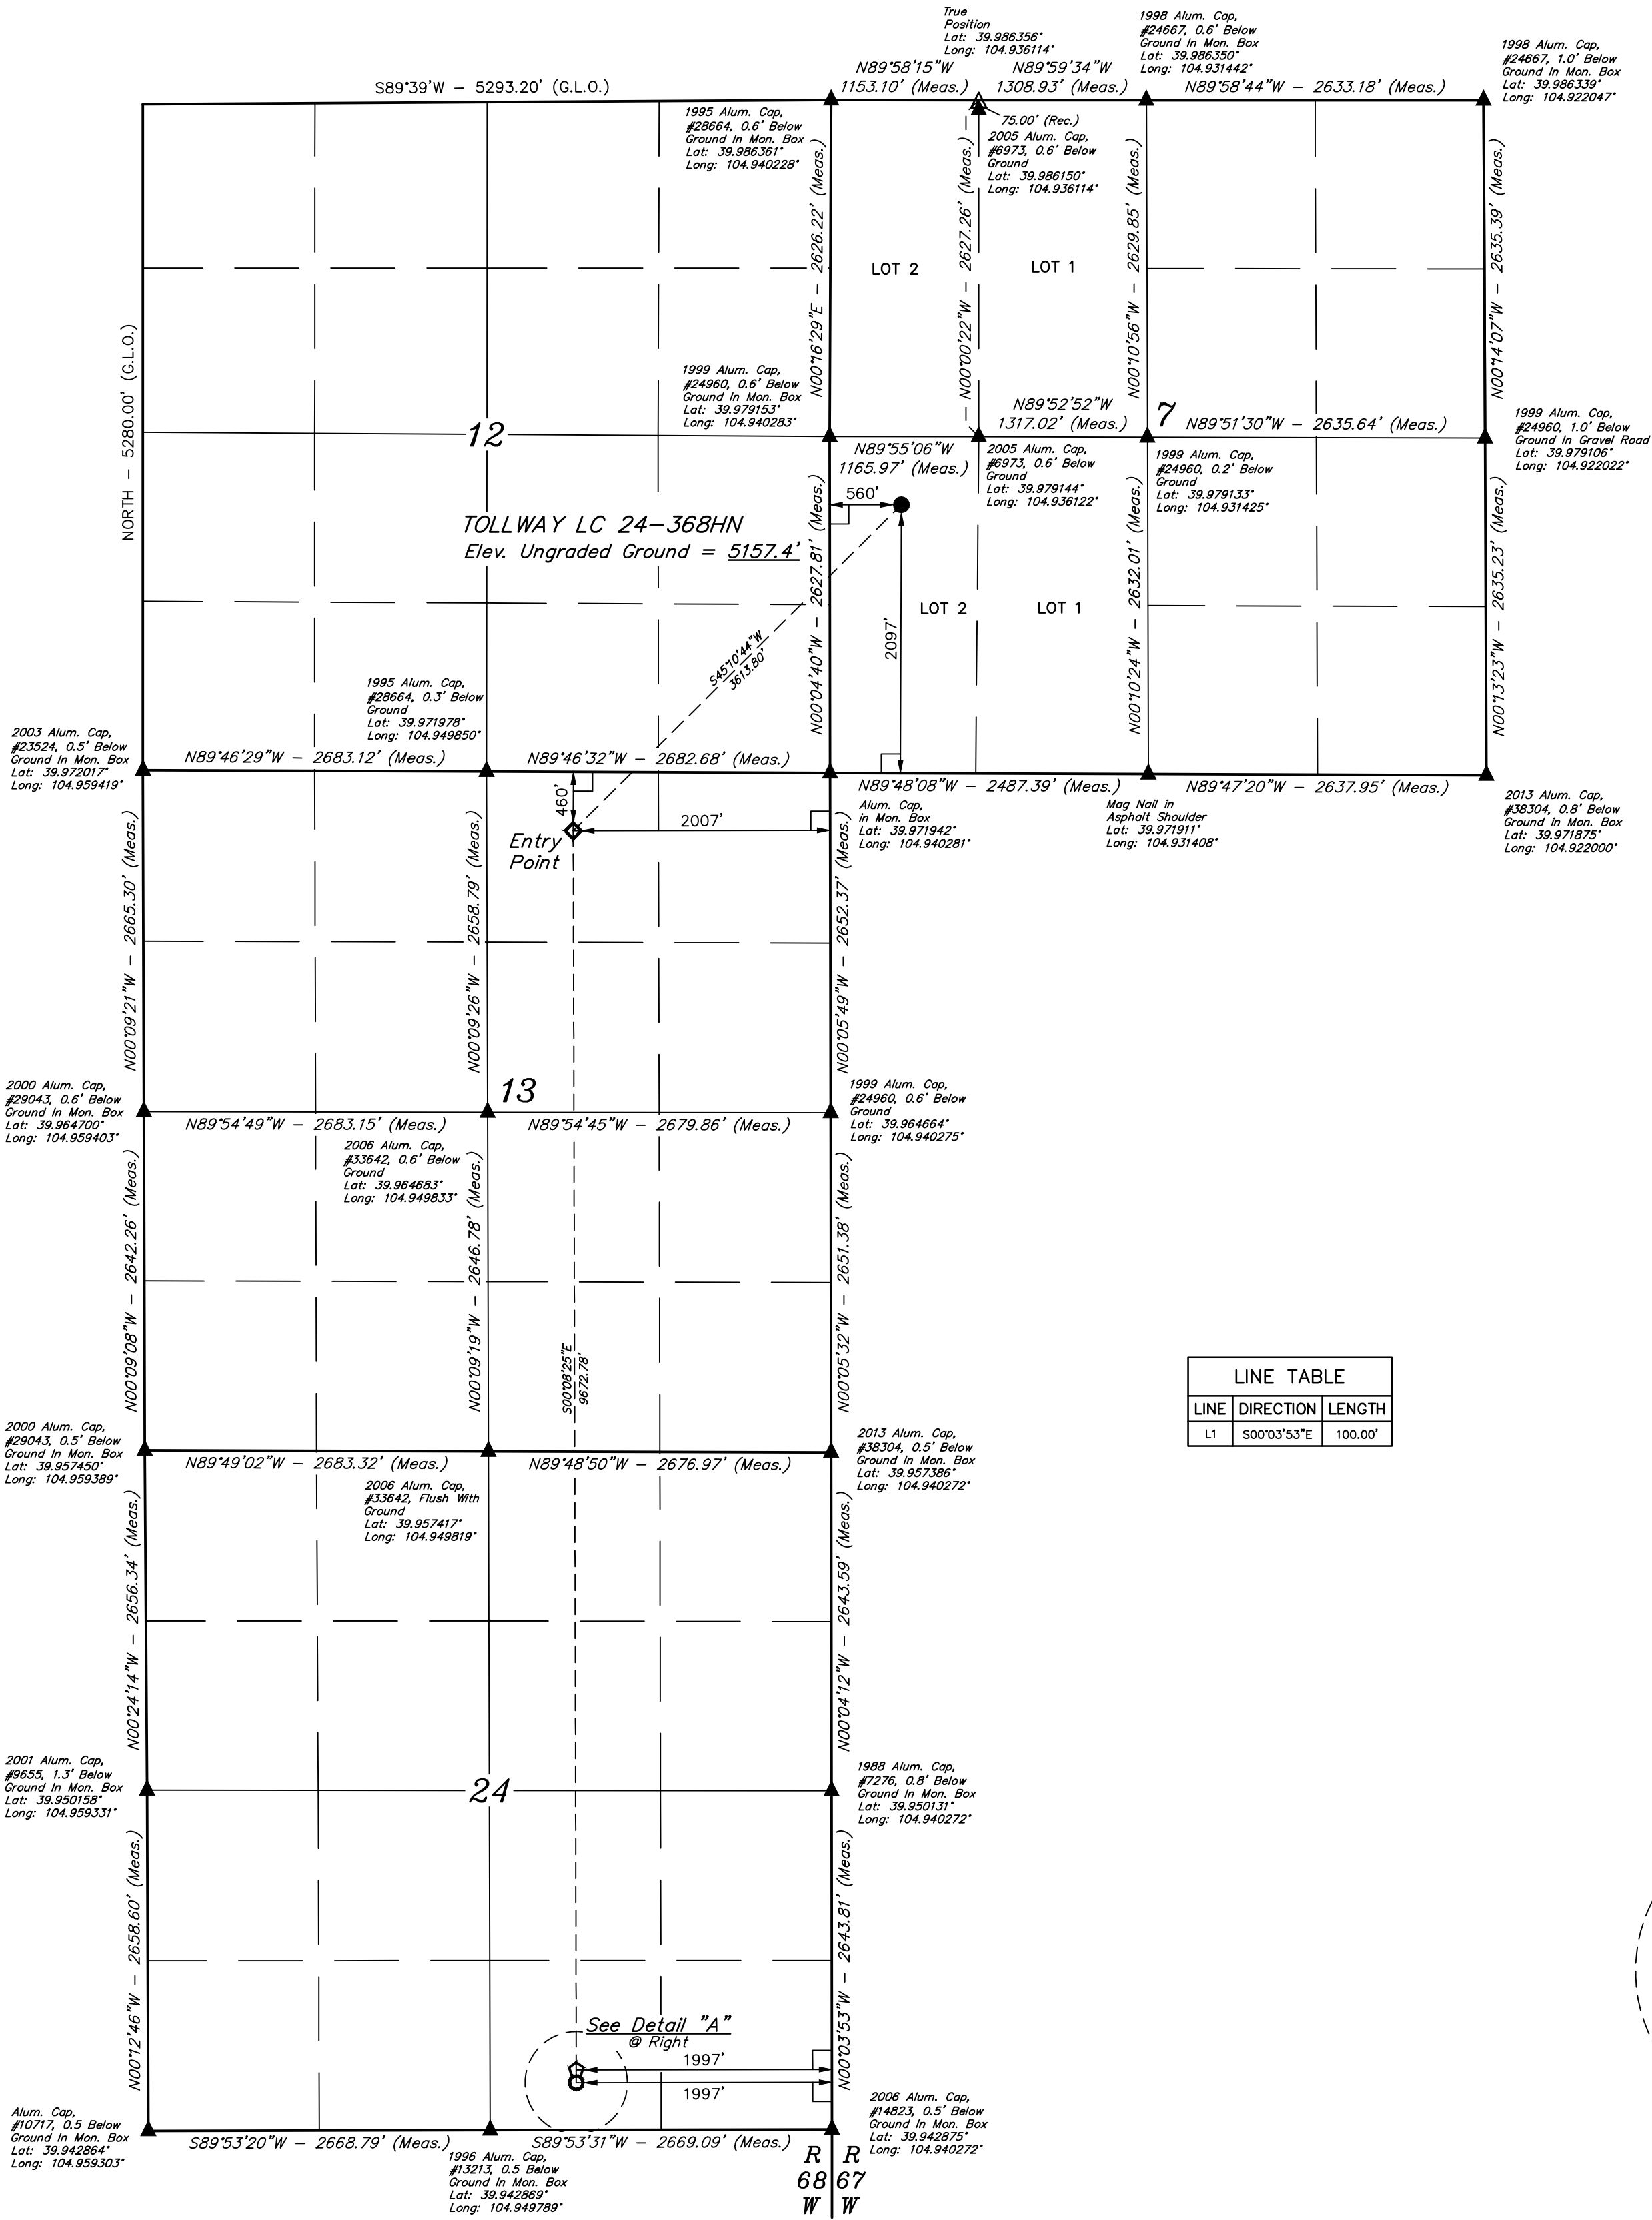 True
Position
Lat: 39.986356°
Long: 104.936114°
1998 Alum. Cap,
#24667, 0.6' Below
Ground In Mon. Box
Lat: 39.986350°
Long: 104.931442°
1998 Alum. Cap,
#24667, 1.0' Below
Ground In Mon. Box
Lat: 39.986339°
Long: 104.922047°
S89°39'W – 5293.20' (G.L.O.)
N89°58'15"W
1153.10' (Meas.)
N89°59'34"W
1308.93' (Meas.)
N89°58'44"W – 2633.18' (Meas.)
1995 Alum. Cap,
#28664, 0.6' Below
Ground In Mon. Box
Lat: 39.986361°
Long: 104.940228°
75.00' (Rec.)
2005 Alum. Cap,
#6973, 0.6' Below
Ground
Lat: 39.986150°
Long: 104.936114°
NORTH – 5280.00' (G.L.O.)
N00°16'29"E – 2626.22' (Meas.)
N00°00'22"W – 2627.26' (Meas.)
N00°10'56"W – 2629.85' (Meas.)
N00°14'07"W – 2635.39' (Meas.)
LOT 2
LOT 1
1999 Alum. Cap,
#24960, 0.6' Below
Ground In Mon. Box
Lat: 39.979153°
Long: 104.940283°
12
N89°52'52"W
1317.02' (Meas.)
7
N89°51'30"W – 2635.64' (Meas.)
1999 Alum. Cap,
#24960, 1.0' Below
Ground In Gravel Road
Lat: 39.979106°
Long: 104.922022°
N89°55'06"W
1165.97' (Meas.)
2005 Alum. Cap,
#6973, 0.6' Below
Ground
Lat: 39.979144°
Long: 104.936122°
1999 Alum. Cap,
#24960, 0.2' Below
Ground
Lat: 39.979133°
Long: 104.931425°
560'
TOLLWAY LC 24–368HN
Elev. Ungraded Ground = 5157.4'
N00°04'40"W – 2627.81' (Meas.)
2097'
LOT 2
LOT 1
N00°10'24"W – 2632.01' (Meas.)
N00°13'23"W – 2635.23' (Meas.)
S45°10'44"W
3613.80'
1995 Alum. Cap,
#28664, 0.3' Below
Ground
Lat: 39.971978°
Long: 104.949850°
2003 Alum. Cap,
#23524, 0.5' Below
Ground In Mon. Box
Lat: 39.972017°
Long: 104.959419°
N89°46'29"W – 2683.12' (Meas.)
N89°46'32"W – 2682.68' (Meas.)
N89°48'08"W – 2487.39' (Meas.)
N89°47'20"W – 2637.95' (Meas.)
460'
2007'
Entry
Point
Alum. Cap,
in Mon. Box
Lat: 39.971942°
Long: 104.940281°
Mag Nail in
Asphalt Shoulder
Lat: 39.971911°
Long: 104.931408°
2013 Alum. Cap,
#38304, 0.8' Below
Ground in Mon. Box
Lat: 39.971875°
Long: 104.922000°
N00°09'21"W – 2665.30' (Meas.)
N00°09'26"W – 2658.79' (Meas.)
N00°05'49"W – 2652.37' (Meas.)
2000 Alum. Cap,
#29043, 0.6' Below
Ground In Mon. Box
Lat: 39.964700°
Long: 104.959403°
13
1999 Alum. Cap,
#24960, 0.6' Below
Ground
Lat: 39.964664°
Long: 104.940275°
N89°54'49"W – 2683.15' (Meas.)
N89°54'45"W – 2679.86' (Meas.)
2006 Alum. Cap,
#33642, 0.6' Below
Ground
Lat: 39.964683°
Long: 104.949833°
N00°09'08"W – 2642.26' (Meas.)
N00°09'19"W – 2646.78' (Meas.)
S00°08'25"E
9672.78'
N00°05'32"W – 2651.38' (Meas.)
LINE TABLE
LINE DIRECTION LENGTH
L1 S00°03'53"E 100.00'
2000 Alum. Cap,
#29043, 0.5' Below
Ground In Mon. Box
Lat: 39.957450°
Long: 104.959389°
N89°49'02"W – 2683.32' (Meas.)
N89°48'50"W – 2676.97' (Meas.)
2013 Alum. Cap,
#38304, 0.5' Below
Ground In Mon. Box
Lat: 39.957386°
Long: 104.940272°
2006 Alum. Cap,
#33642, Flush With
Ground
Lat: 39.957417°
Long: 104.949819°
N00°24'14"W – 2656.34' (Meas.)
N00°04'12"W – 2643.59' (Meas.)
2001 Alum. Cap,
#9655, 1.3' Below
Ground In Mon. Box
Lat: 39.950158°
Long: 104.959331°
24
1988 Alum. Cap,
#7276, 0.8' Below
Ground In Mon. Box
Lat: 39.950131°
Long: 104.940272°
N00°12'46"W – 2658.60' (Meas.)
N00°03'53"W – 2643.81' (Meas.)
See Detail "A"
@ Right
1997'
1997'
Alum. Cap,
#10717, 0.5 Below
Ground In Mon. Box
Lat: 39.942864°
Long: 104.959303°
S89°53'20"W – 2668.79' (Meas.)
S89°53'31"W – 2669.09' (Meas.)
2006 Alum. Cap,
#14823, 0.5' Below
Ground In Mon. Box
Lat: 39.942875°
Long: 104.940272°
1996 Alum. Cap,
#13213, 0.5 Below
Ground In Mon. Box
Lat: 39.942869°
Long: 104.949789°
R R
68 67
W W